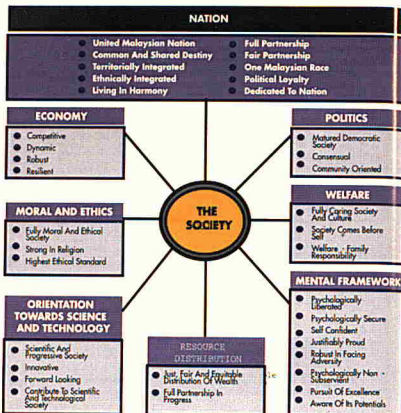 NATION
United Malaysian Nation
Common And Shared Destiny
Territorially Integrated
Ethnically Integrated
Living In Harmony
Full Partnership
Fair Partnership
One Malaysian Race
Political Loyalty
Dedicated To Nation
ECONOMY
Competitive
Dynamic
Robust
Resilient
POLITICS
Matured Democratic
Society
Consensual
Community Oriented
THE
SOCIETY
MORAL AND ETHICS
Fully Moral And Ethical
Society
Strong In Religion
Highest Ethical Standard
WELFARE
Fully Caring Society
And Culture
Society Comes Before
Self
Welfare - Family
Responsibility
ORIENTATION
TOWARDS SCIENCE
AND TECHNOLOGY
Scientific And
Progressive Society
Innovative
Forward Looking
Contribute To Scientific
And Technological
Society
RESOURCE
DISTRIBUTION
Just, Fair And Equitable
Distribution Of Wealth
Full Partnership In
Progress
MENTAL FRAMEWORK
Psychologically
Liberated
Psychologically Secure
Self Confident
Justifiably Proud
Robust In Facing
Adversity
Psychologically Non -
Subservient
Pursuit Of Excellence
Aware Of Its Potentials